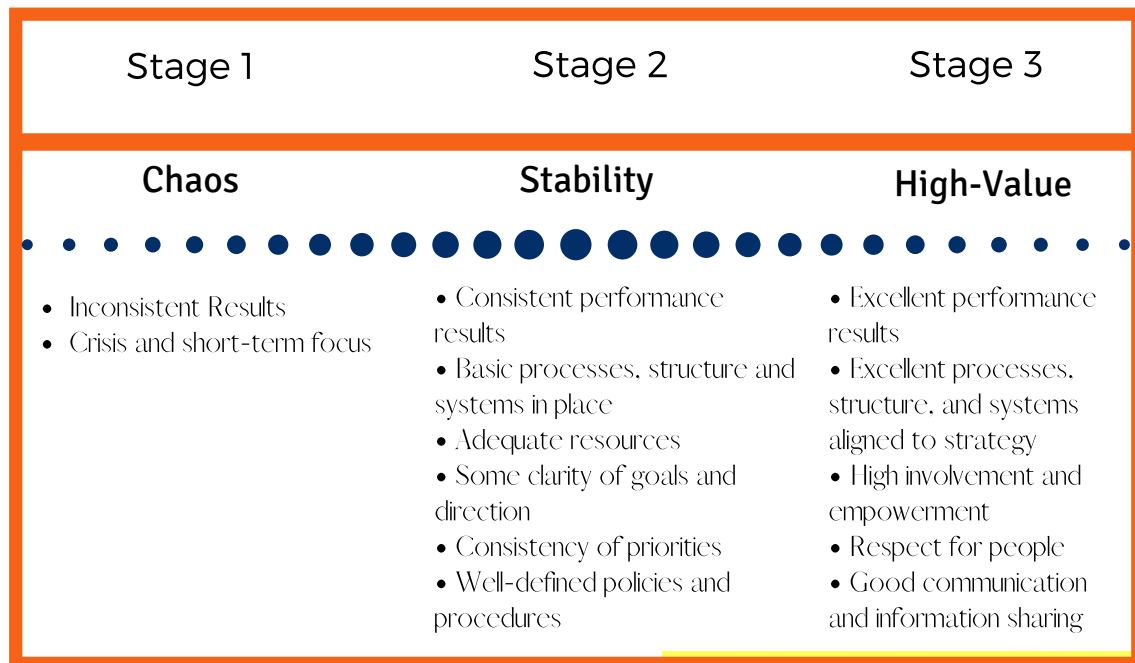 Stage 1
Stage 2
Stage 3
Chaos
Stability
High-Value
• Inconsistent Results
• Crisis and short-term focus
• Consistent performance
results
• Basic processes, structure and
systems in place
• Adequate resources
• Some clarity of goals and
direction
• Consistency of priorities
• Well-defined policies and
procedures
• Excellent performance
results
• Excellent processes,
structure, and systems
aligned to strategy
• High involvement and
empowerment
• Respect for people
• Good communication
and information sharing